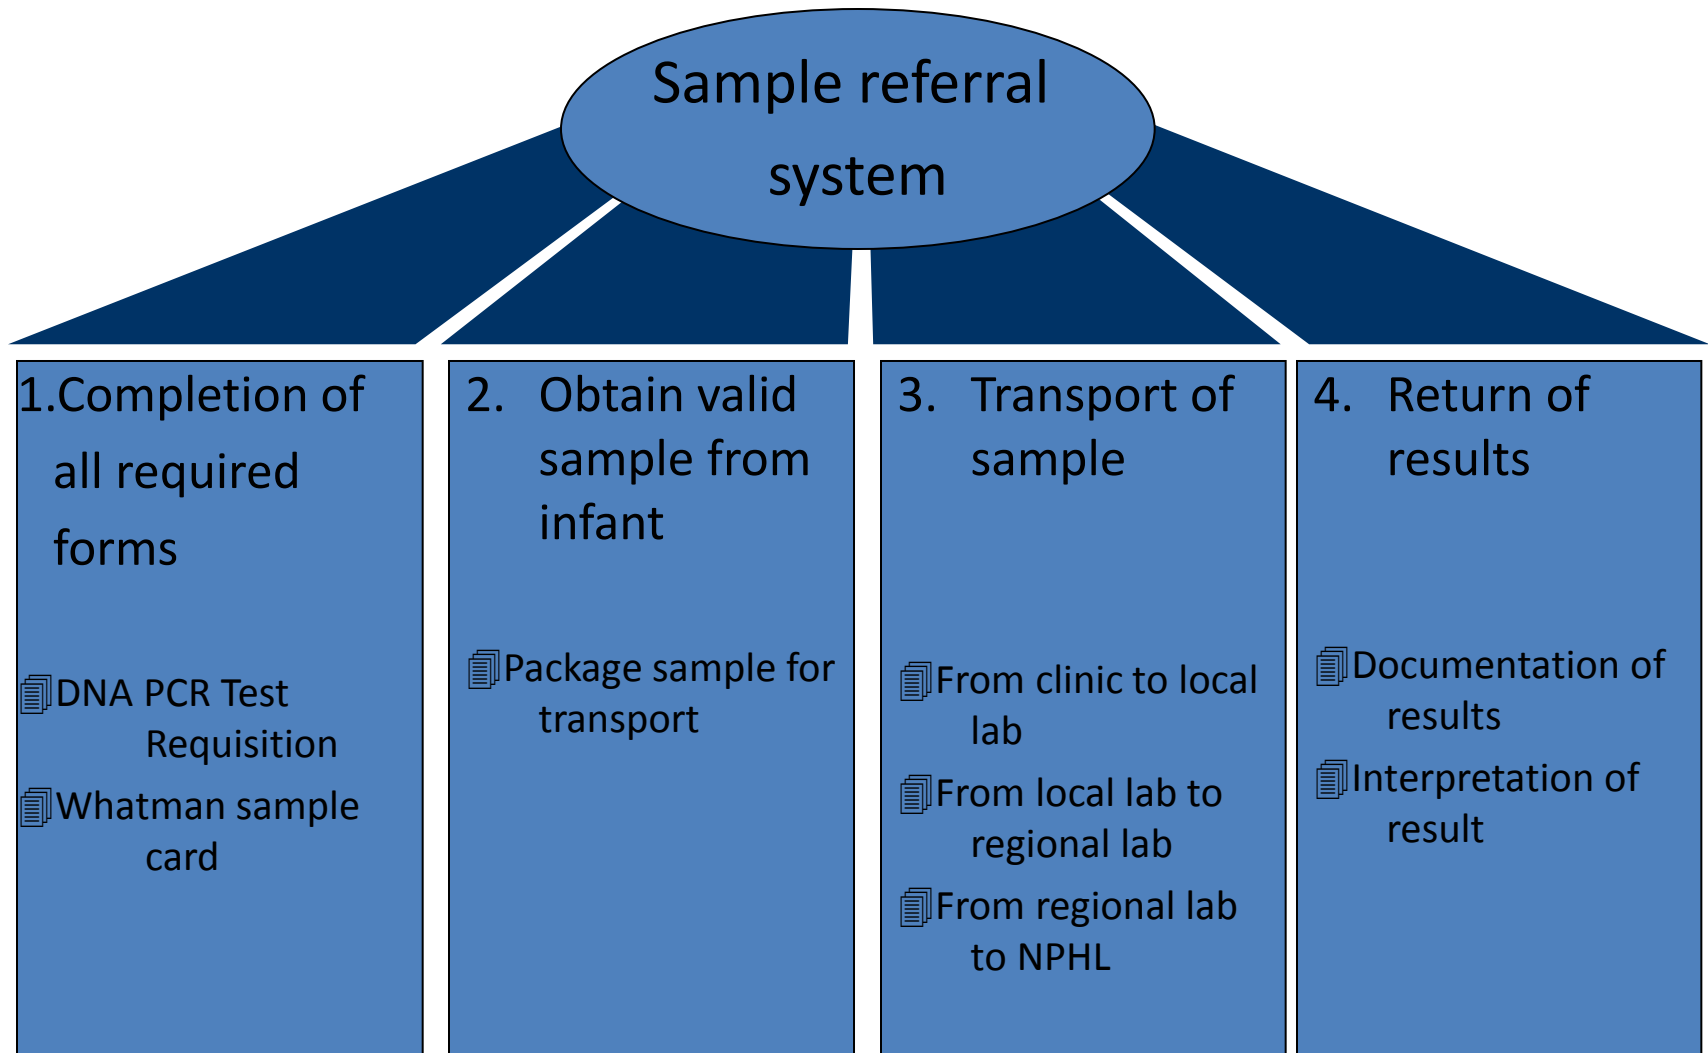 Sample referral
system
1.Completion of
all required
forms
DNA PCR Test
Requisition
Whatman sample
card
2. Obtain valid
sample from
infant
Package sample for
transport
3. Transport of
sample
From clinic to local
lab
From local lab to
regional lab
From regional lab
to NPHL
4. Return of
results
Documentation of
results
Interpretation of
result